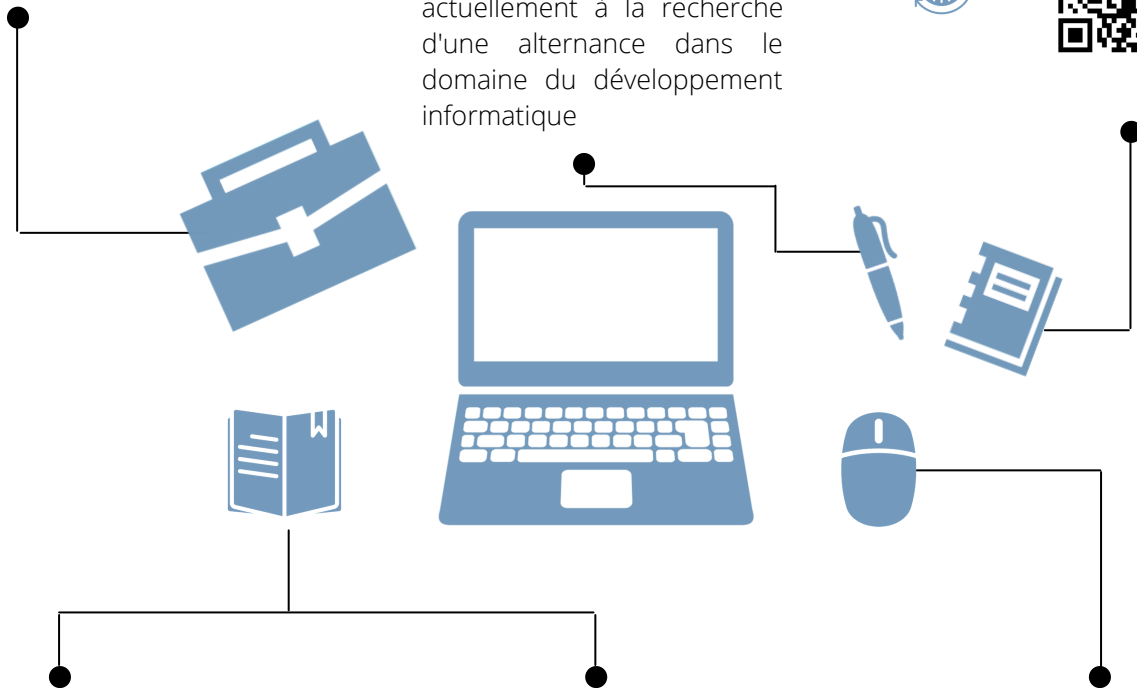 actuellement à la recherche
d'une alternance dans le
domaine du développement
informatique